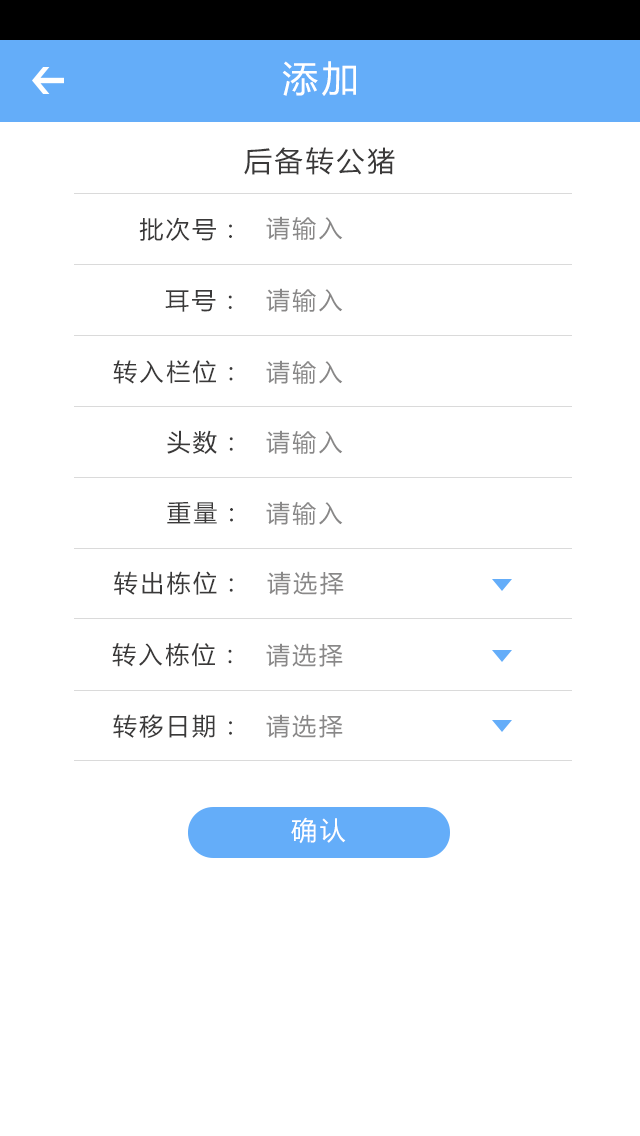 添加
后备转公猪
批次号： 请输入
耳号： 请输入
转入栏位： 请输入
头数： 请输入
重量： 请输入
转出栋位： 请选择
转入栋位： 请选择
转移日期： 请选择
确认